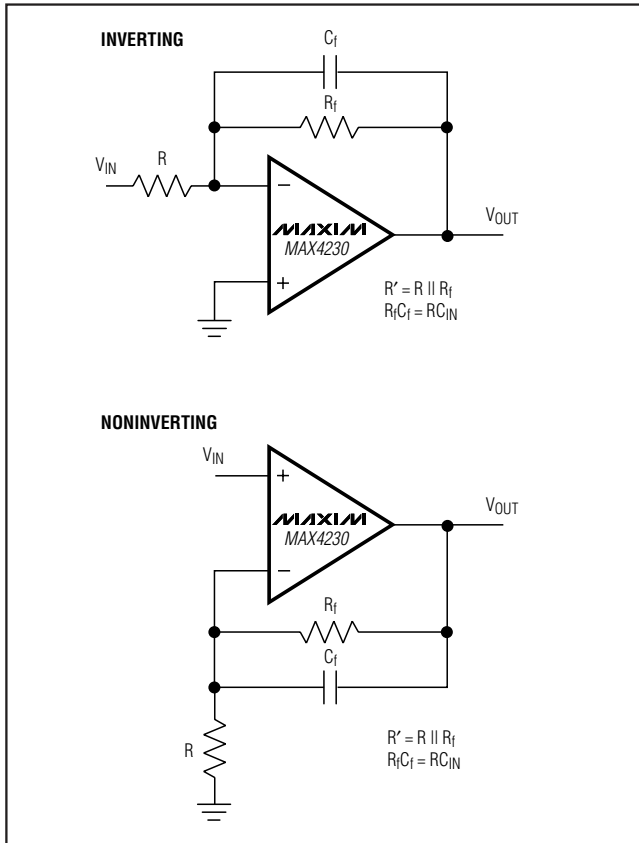 INVERTING
Cf
Rf
VIN
R
−
MAXIM
MAX4230
+
VOUT
R′ = R || Rf
RfCf = RCIN
NONINVERTING
VIN
+
MAXIM
MAX4230
−
VOUT
Rf
Cf
R
R′ = R || Rf
RfCf = RCIN